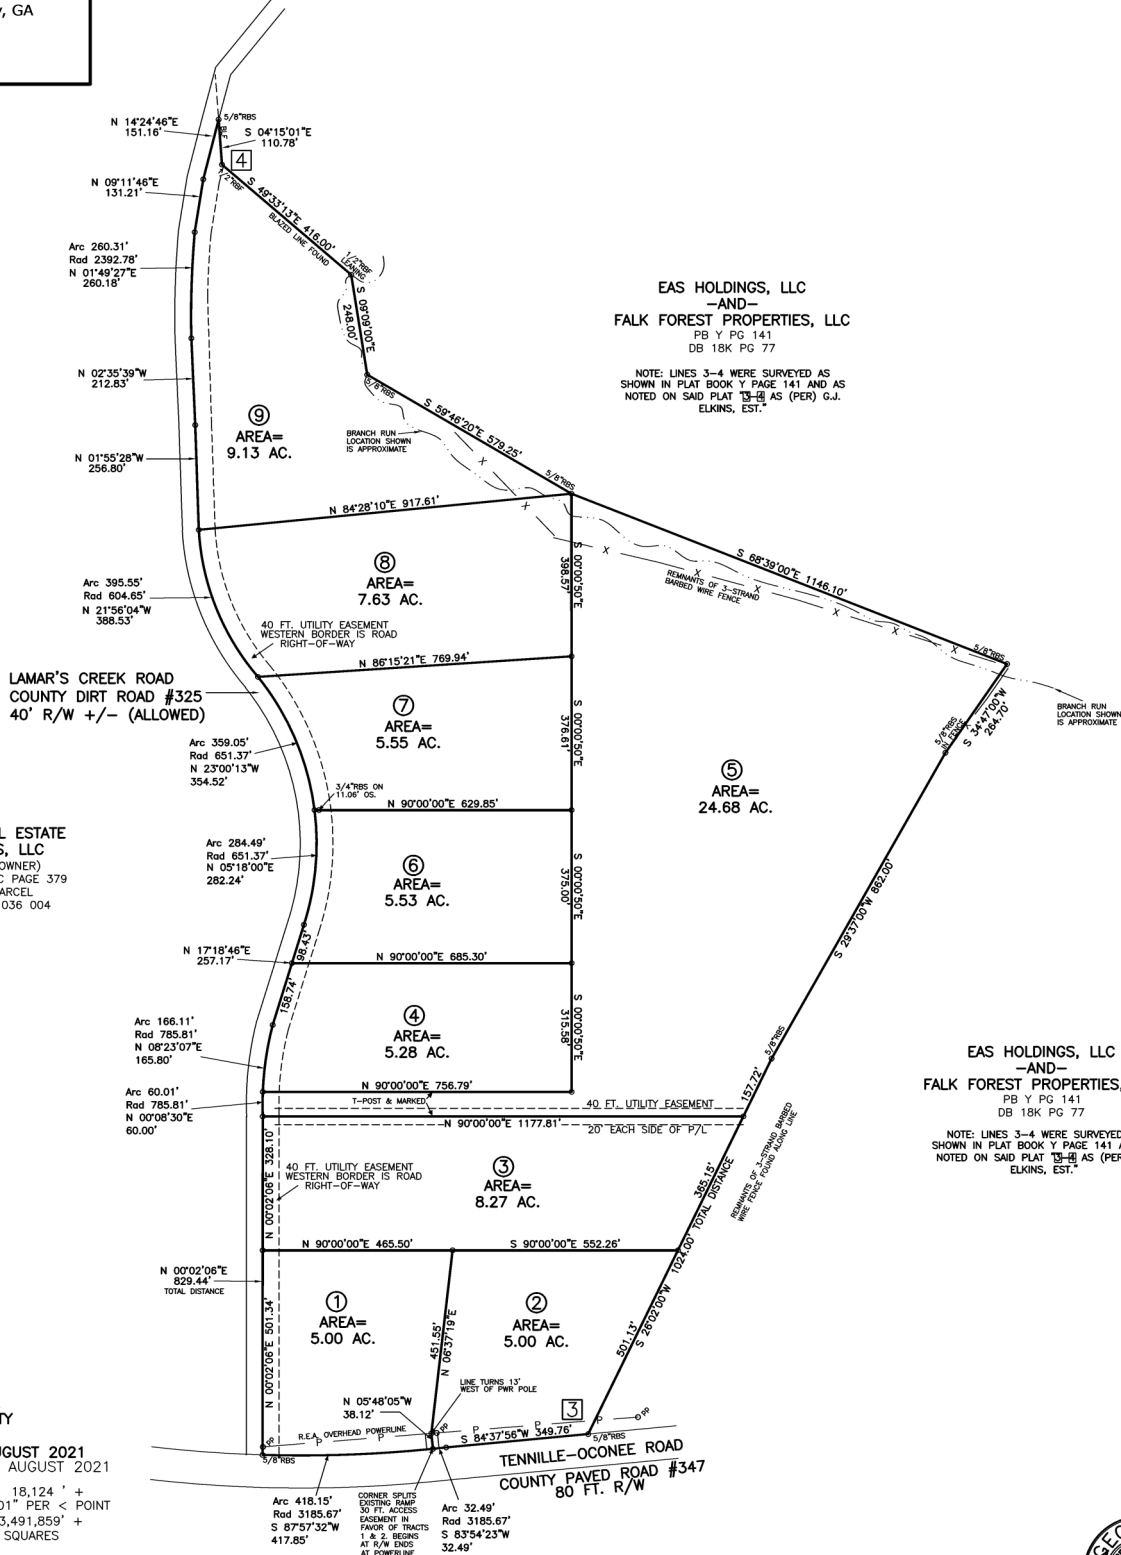 , GA
N 14°24'46"E
151.16'
5/8"RBS
BLF
S 04°15'01"E
110.78'
4
1/2"RBF
N 09°11'46"E
131.21'
S 49°33'13"E 416.00'
BLAZED LINE FOUND
1/2"RBF
LEANING
Arc 260.31'
Rad 2392.78'
N 01°49'27"E
260.18'
S 09°09'00"E
248.00'
EAS HOLDINGS, LLC
-AND-
FALK FOREST PROPERTIES, LLC
PB Y PG 141
DB 18K PG 77
NOTE: LINES 3-4 WERE SURVEYED AS
SHOWN IN PLAT BOOK Y PAGE 141 AND AS
NOTED ON SAID PLAT "3-4 AS (PER) G.J.
ELKINS, EST."
N 02°35'39"W
212.83'
5/8"RBS
S 59°46'20"E 579.25'
9
AREA=
9.13 AC.
BRANCH RUN
LOCATION SHOWN
IS APPROXIMATE
N 01°55'28"W
256.80'
5/8"RBS
N 84°28'10"E 917.61'
8
AREA=
7.63 AC.
S 00°00'50"E
398.57'
S 68°39'00"E 1146.10'
REMNANTS OF 3-STRAND
BARBED WIRE FENCE
Arc 395.55'
Rad 604.65'
N 21°56'04"W
388.53'
40 FT. UTILITY EASEMENT
WESTERN BORDER IS ROAD
RIGHT-OF-WAY
N 86°15'21"E 769.94'
5/8"RBS
LAMAR'S CREEK ROAD
COUNTY DIRT ROAD #325
40' R/W +/- (ALLOWED)
BRANCH RUN
LOCATION SHOWN
IS APPROXIMATE
7
AREA=
5.55 AC.
S 00°00'50"E
376.61'
5/8"RBS
IN FENCE
S 34°47'00"W
264.70'
Arc 359.05'
Rad 651.37'
N 23°00'13"W
354.52'
5
AREA=
24.68 AC.
3/4"RBS ON
11.06' OS.
N 90°00'00"E 629.85'
L ESTATE
S, LLC
OWNER)
C PAGE 379
ARCEL
036 004
Arc 284.49'
Rad 651.37'
N 05°18'00"E
282.24'
6
AREA=
5.53 AC.
S 00°00'50"E
375.00'
S 29°37'00"W 862.00'
N 17°18'46"E
257.17'
98.43'
N 90°00'00"E 685.30'
158.74'
4
AREA=
5.28 AC.
S 00°00'50"E
315.58'
Arc 166.11'
Rad 785.81'
N 08°23'07"E
165.80'
5/8"RBS
EAS HOLDINGS, LLC
-AND-
FALK FOREST PROPERTIES,
PB Y PG 141
DB 18K PG 77
NOTE: LINES 3-4 WERE SURVEYED
SHOWN IN PLAT BOOK Y PAGE 141 A
NOTED ON SAID PLAT "3-4 AS (PER
ELKINS, EST."
N 90°00'00"E 756.79'
T-POST & MARKED
157.72'
Arc 60.01'
Rad 785.81'
N 00°08'30"E
60.00'
40 FT. UTILITY EASEMENT
N 90°00'00"E 1177.81'
20' EACH SIDE OF P/L
REMNANTS OF 3-STRAND BARBED
WIRE FENCE FOUND ALONG LINE
N 00°02'06"E 328.10'
40 FT. UTILITY EASEMENT
WESTERN BORDER IS ROAD
RIGHT-OF-WAY
3
AREA=
8.27 AC.
365.15'
1024.00' TOTAL DISTANCE
N 90°00'00"E 465.50'
S 90°00'00"E 552.26'
N 00°02'06"E
829.44'
TOTAL DISTANCE
1
AREA=
5.00 AC.
2
AREA=
5.00 AC.
N 00°02'06"E 501.34'
451.55'
N 06°37'19"E
501.13'
S 26°02'00"W
LINE TURNS 13'
WEST OF PWR POLE
N 05°48'05"W
38.12'
3
PP
R.E.A. OVERHEAD POWERLINE
PP
PP
S 84°37'56"W 349.76'
5/8"RBS
5/8"RBS
TENNILLE-OCONEE ROAD
COUNTY PAVED ROAD #347
80 FT. R/W
TY
GUST 2021
AUGUST 2021
18,124 ' +
01" PER < POINT
3,491,859' +
SQUARES
Arc 418.15'
Rad 3185.67'
S 87°57'32"W
417.85'
CORNER SPLITS
EXISTING RAMP
30 FT. ACCESS
EASEMENT IN
FAVOR OF TRACTS
1 & 2. BEGINS
AT R/W ENDS
AT POWERLINE
Arc 32.49'
Rad 3185.67'
S 83°54'23"W
32.49'